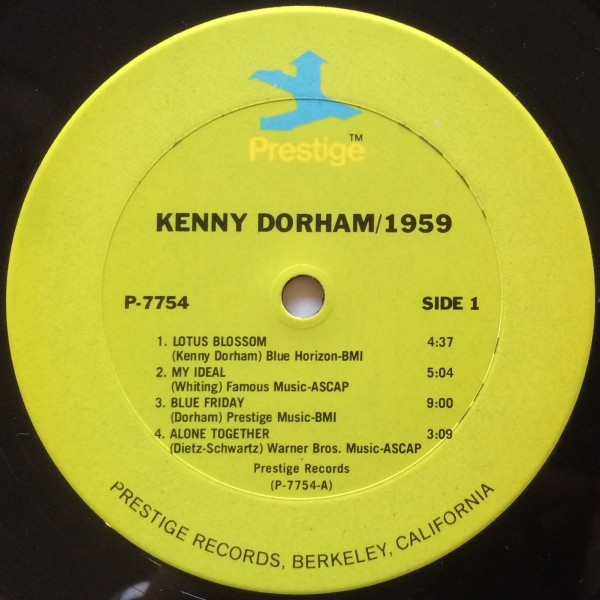 Prestige™
KENNY DORHAM/1959
P-7754 SIDE 1
1. LOTUS BLOSSOM 4:37
(Kenny Dorham) Blue Horizon-BMI
2. MY IDEAL 5:04
(Whiting) Famous Music-ASCAP
3. BLUE FRIDAY 9:00
(Dorham) Prestige Music-BMI
4. ALONE TOGETHER 3:09
(Dietz-Schwartz) Warner Bros. Music-ASCAP
Prestige Records
(P-7754-A)
PRESTIGE RECORDS, BERKELEY, CALIFORNIA